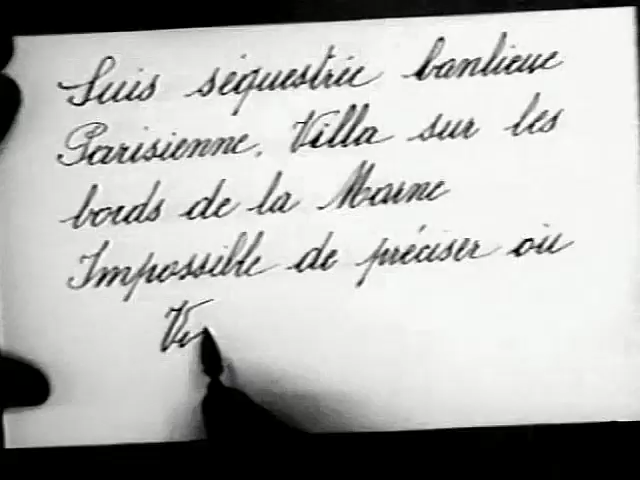 Suis séquestrée banlieue
Parisienne. Villa sur les
bords de la Marne
Impossible de préciser où